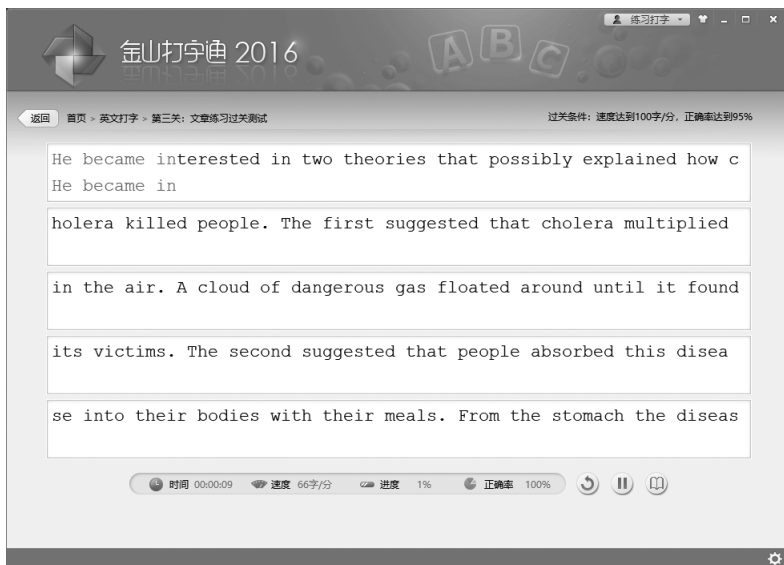 练习打字
金山打字通 2016
A B C
返回 首页 > 英文打字 > 第三关：文章练习过关测试 过关条件：速度达到100字/分，正确率达到95%
He became interested in two theories that possibly explained how c
He became in
holera killed people. The first suggested that cholera multiplied
in the air. A cloud of dangerous gas floated around until it found
its victims. The second suggested that people absorbed this disea
se into their bodies with their meals. From the stomach the diseas
时间 00:00:09 速度 66字/分 进度 1% 正确率 100%